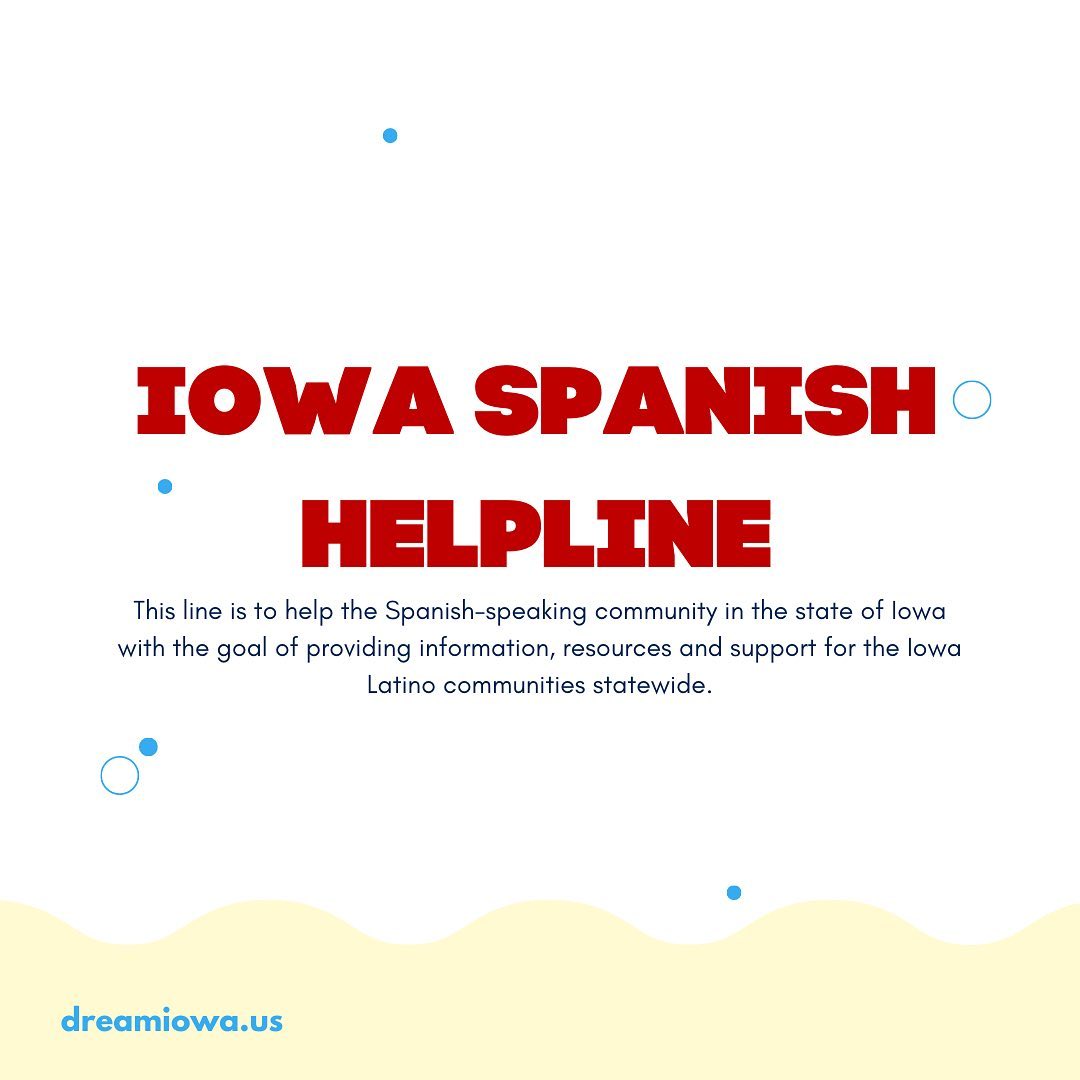 IOWA SPANISH
HELPLINE
This line is to help the Spanish-speaking community in the state of Iowa
with the goal of providing information, resources and support for the Iowa
Latino communities statewide.
dreamiowa.us